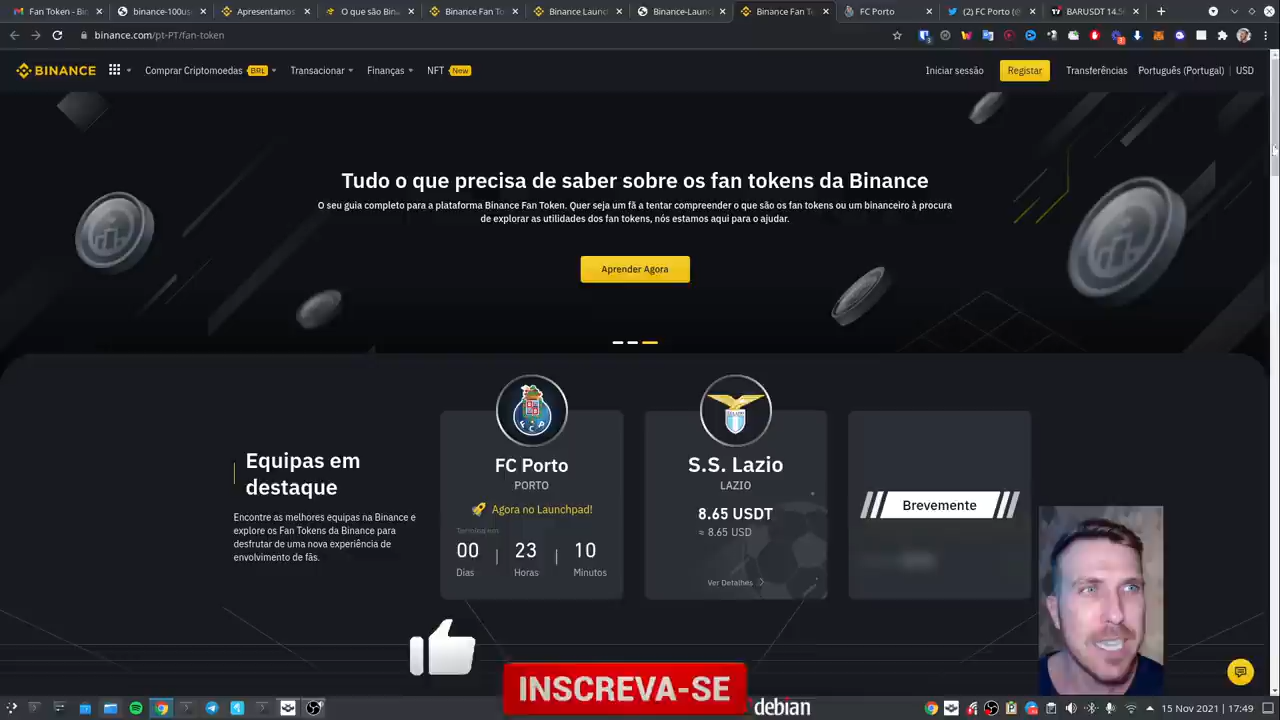 Fan Token - Bi
binance-100us
Apresentamos
O que são Bina
Binance Fan To
Binance Launc
Binance-Launc
Binance Fan Te
FC Porto
(2) FC Porto (@
BARUSDT 14.5
binance.com/pt-PT/fan-token
BINANCE
Comprar Criptomoedas BRL
Transacione
Finanças
NFT New
Iniciar sessão
Registar
Transferências
Português (Portugal)
USD
Tudo o que precisa de saber sobre os fan tokens da Binance
O seu guia completo para a plataforma Binance Fan Token. Quer seja um fã a tentar compreender o que são os fan tokens ou um binanceiro à procura
de explorar as utilidades dos fan tokens, nós estamos aqui para o ajudar.
Aprender Agora
Equipas em
destaque
Encontre as melhores equipas na Binance e
explore os Fan Tokens da Binance para
desfrutar de uma nova experiência de
envolvimento de fãs.
FCP
FC Porto
PORTO
Agora no Launchpad!
Termina em
00 | 23 | 10
Dias Horas Minutos
S.S. Lazio
LAZIO
8.65 USDT
≈ 8.65 USD
Ver Detalhes
Brevemente
INSCREVA-SE
debian
15 Nov 2021 • 17:49